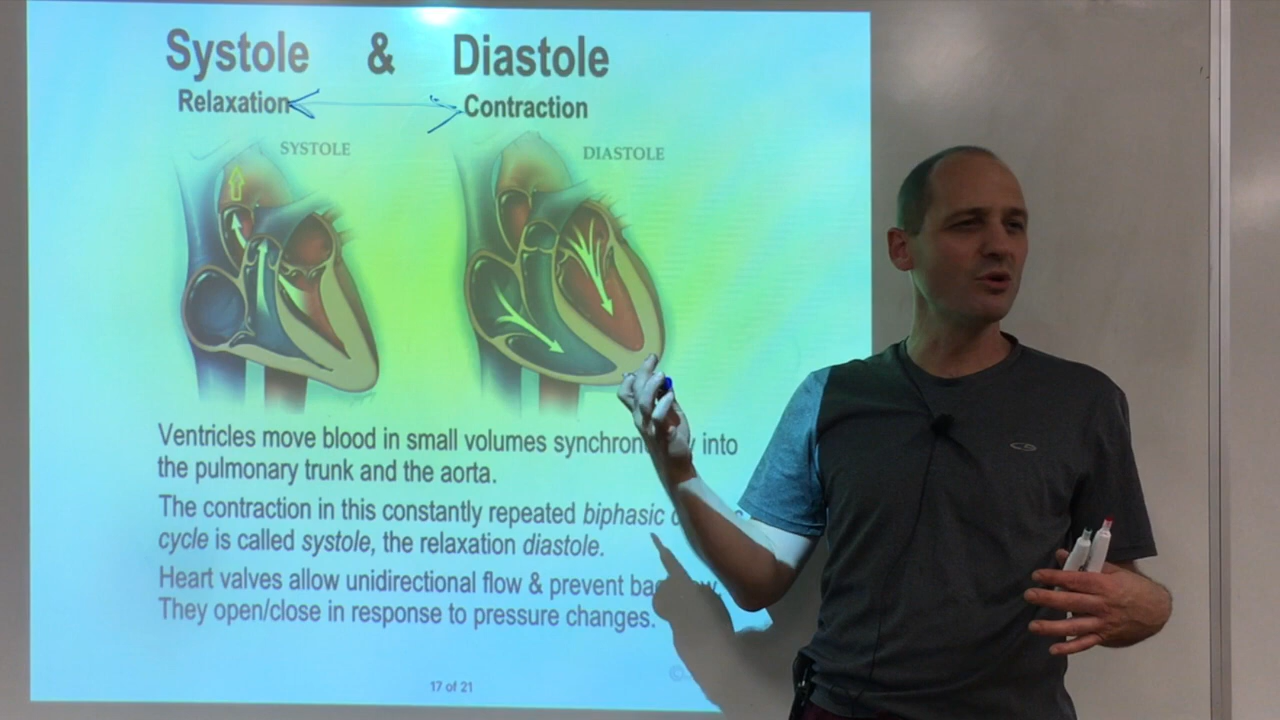 Systole & Diastole
Relaxation Contraction
SYSTOLE DIASTOLE
Ventricles move blood in small volumes into
the pulmonary trunk and the aorta.
The contraction in this constantly repeated biphasic
cycle is called systole, the relaxation diastole.
Heart valves allow unidirectional flow & prevent
They open/close in response to pressure changes.
17 of 21